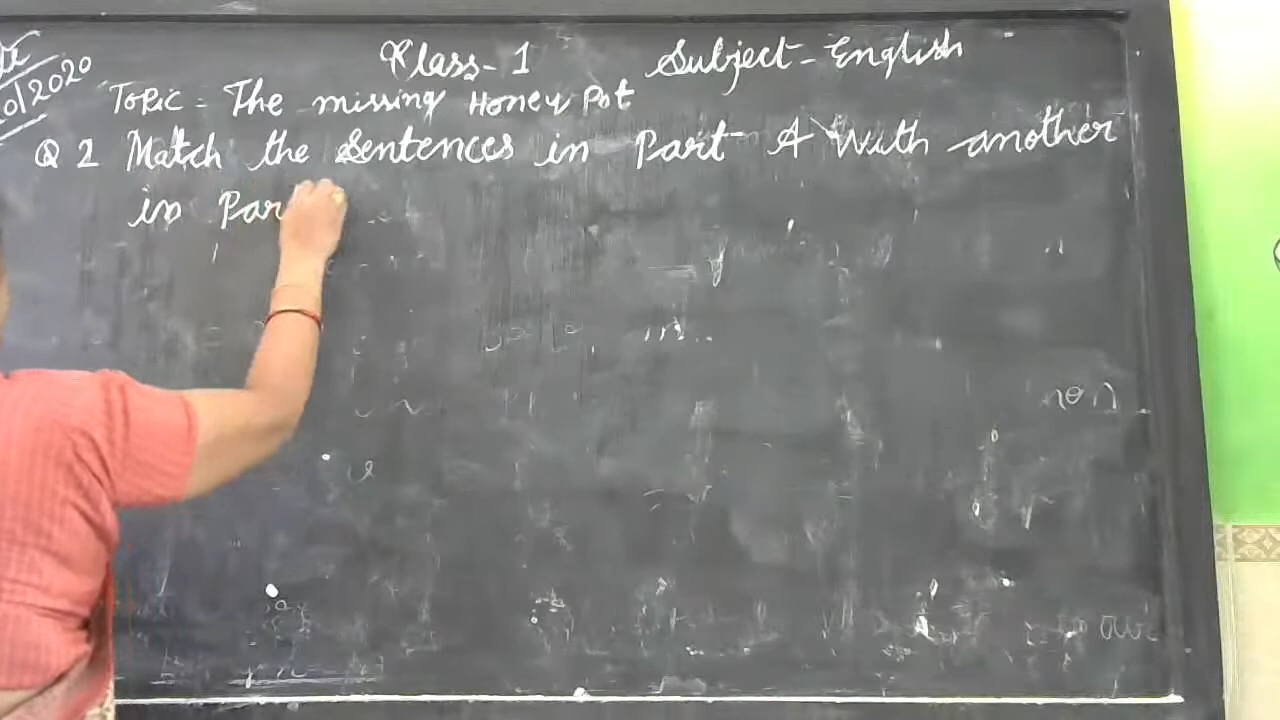 Class-1 Subject-English
2020
Topic = The missing Honey Pot
Q 2 Match the Sentences in Part A With another
in Par